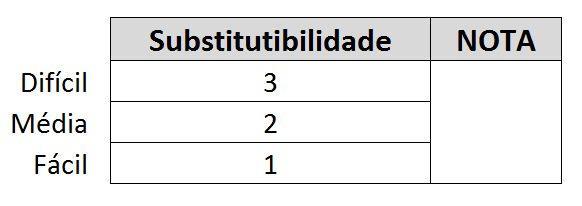 Substitutibilidade NOTA
Difícil 3
Média 2
Fácil 1